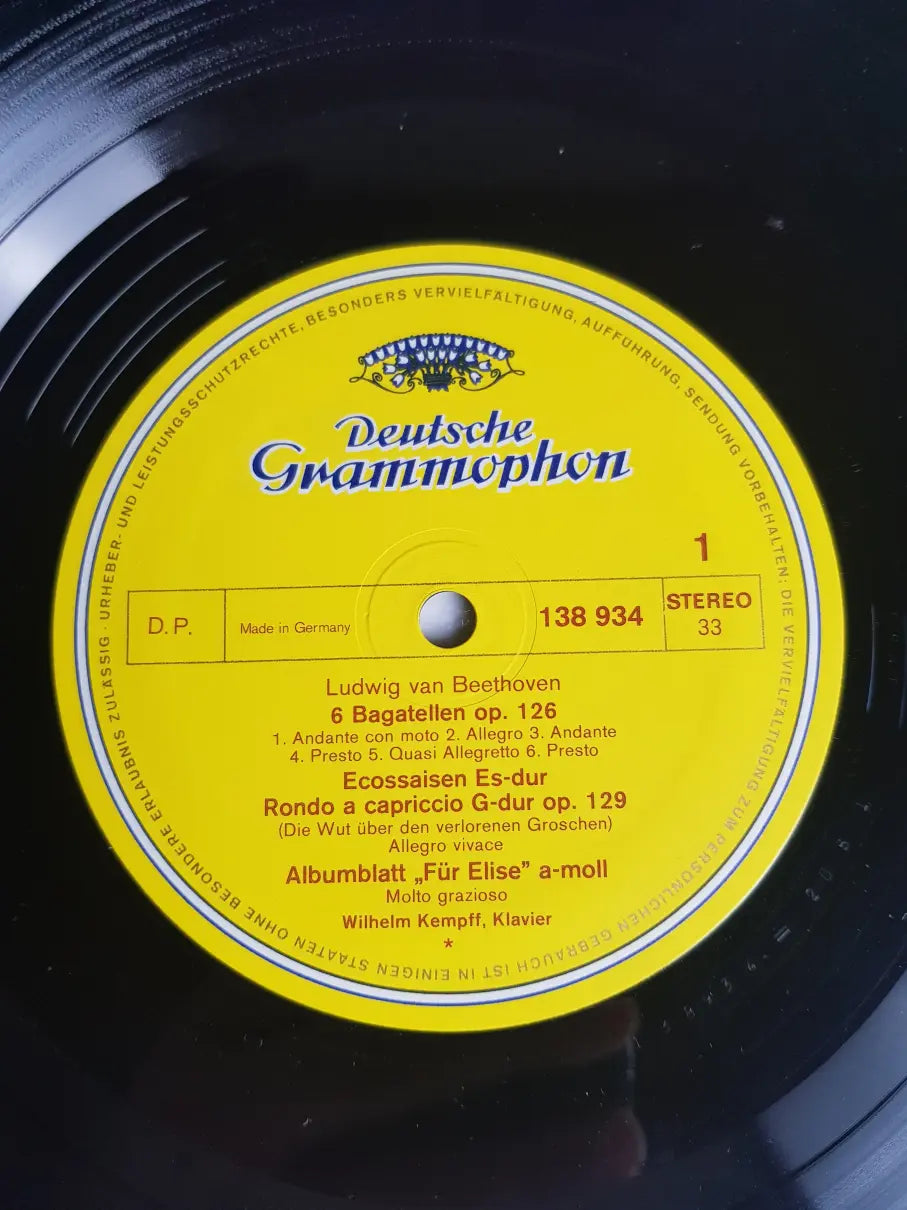 URHEBER- UND LEISTUNGSSCHUTZRECHTE, BESONDERS VERVIELFÄLTIGUNG, AUFFÜHRUNG, SENDUNG VORBEHALTEN; DIE VERVIELFÄLTIGUNG ZUM PERSÖNLICHEN GEBRAUCH IST IN EINIGEN STAATEN OHNE BESONDERE ERLAUBNIS ZULÄSSIG ·
Deutsche
Grammophon
1
D. P.
Made in Germany
138 934
STEREO
33
Ludwig van Beethoven
6 Bagatellen op. 126
1. Andante con moto 2. Allegro 3. Andante
4. Presto 5. Quasi Allegretto 6. Presto
Ecossaisen Es-dur
Rondo a capriccio G-dur op. 129
(Die Wut über den verlorenen Groschen)
Allegro vivace
Albumblatt „Für Elise” a-moll
Molto grazioso
Wilhelm Kempff, Klavier
*